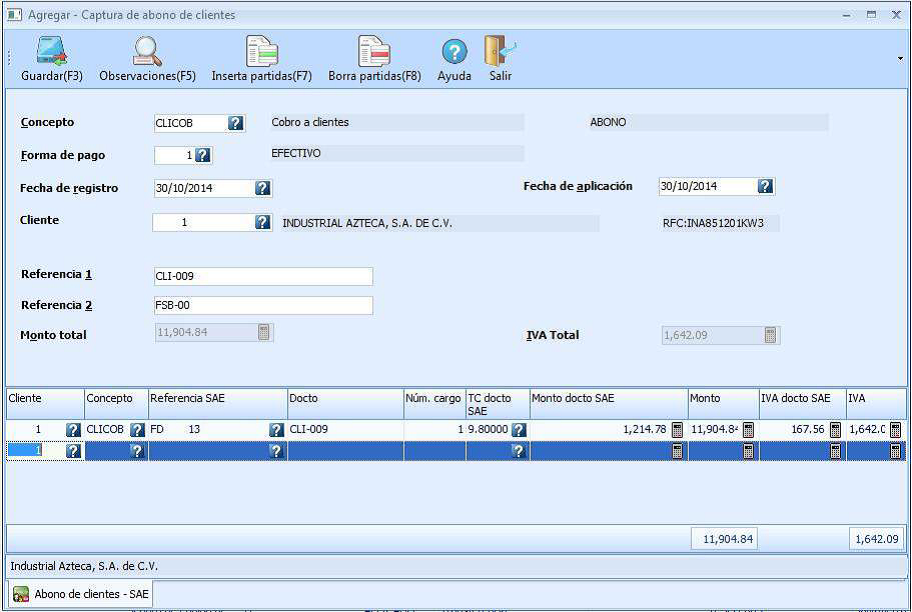 Agregar - Captura de abono de clientes
Guardar(F3) Observaciones(F5) Inserta partidas(F7) Borra partidas(F8) Ayuda Salir
Concepto CLICOB Cobro a clientes ABONO
Forma de pago 1 EFECTIVO
Fecha de registro 30/10/2014 Fecha de aplicación 30/10/2014
Cliente 1 INDUSTRIAL AZTECA, S.A. DE C.V. RFC:INA851201KW3
Referencia 1 CLI-009
Referencia 2 FSB-00
Monto total 11,904.84 IVA Total 1,642.09
Cliente Concepto Referencia SAE Docto Núm. cargo TC docto SAE Monto docto SAE Monto IVA docto SAE IVA
1 CLICOB FD 13 CLI-009 1 9.80000 1,214.78 11,904.84 167.56 1,642.0
1
11,904.84 1,642.09
Industrial Azteca, S.A. de C.V.
Abono de clientes - SAE